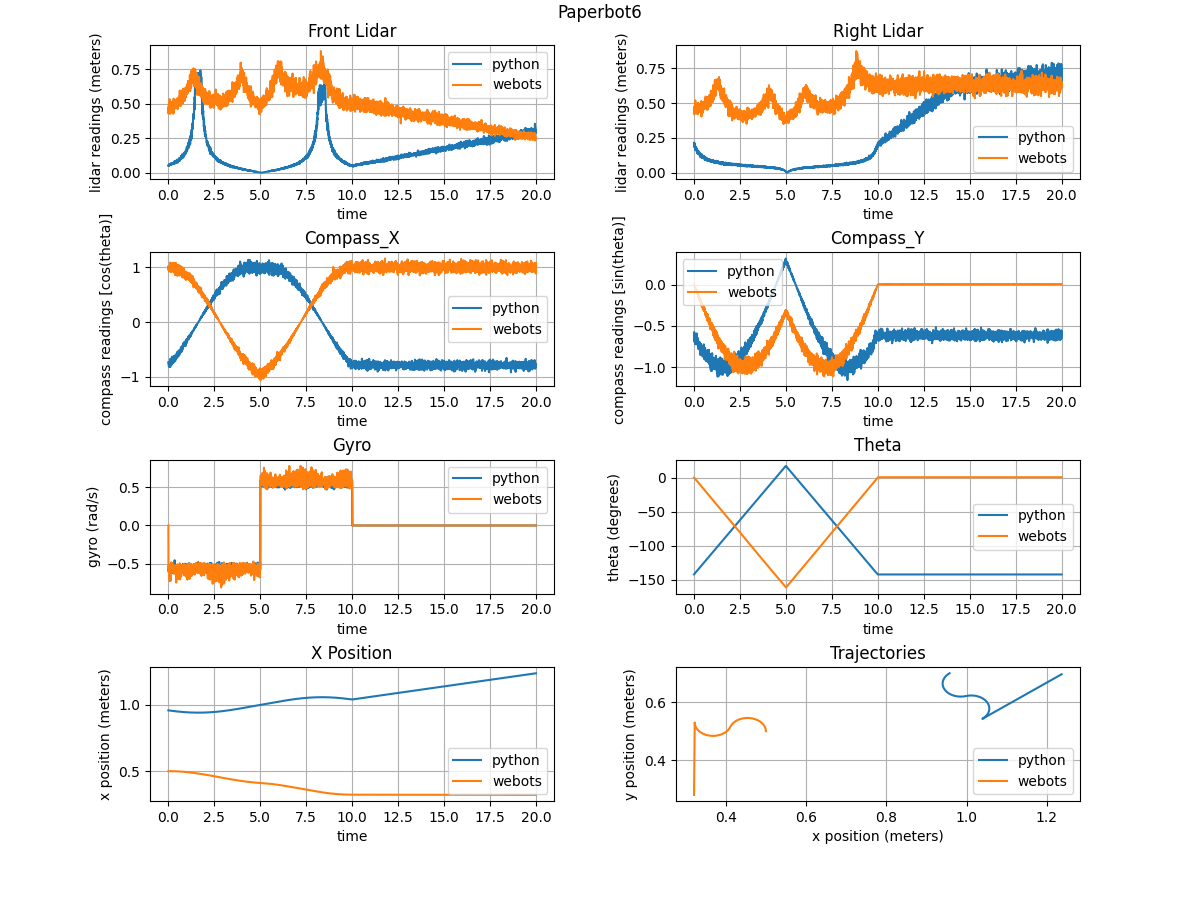 Paperbot6
Front Lidar
lidar readings (meters)
0.75
0.50
0.25
0.00
python
webots
0.0 2.5 5.0 7.5 10.0 12.5 15.0 17.5 20.0
time
Right Lidar
lidar readings (meters)
0.75
0.50
0.25
0.00
python
webots
0.0 2.5 5.0 7.5 10.0 12.5 15.0 17.5 20.0
time
Compass_X
compass readings [cos(theta)]
1
0
−1
python
webots
0.0 2.5 5.0 7.5 10.0 12.5 15.0 17.5 20.0
time
Compass_Y
compass readings [sin(theta)]
0.0
−0.5
−1.0
python
webots
0.0 2.5 5.0 7.5 10.0 12.5 15.0 17.5 20.0
time
Gyro
gyro (rad/s)
0.5
0.0
−0.5
python
webots
0.0 2.5 5.0 7.5 10.0 12.5 15.0 17.5 20.0
time
Theta
theta (degrees)
0
−50
−100
−150
python
webots
0.0 2.5 5.0 7.5 10.0 12.5 15.0 17.5 20.0
time
X Position
x position (meters)
1.0
0.5
python
webots
0.0 2.5 5.0 7.5 10.0 12.5 15.0 17.5 20.0
time
Trajectories
y position (meters)
0.6
0.4
python
webots
0.4 0.6 0.8 1.0 1.2
x position (meters)